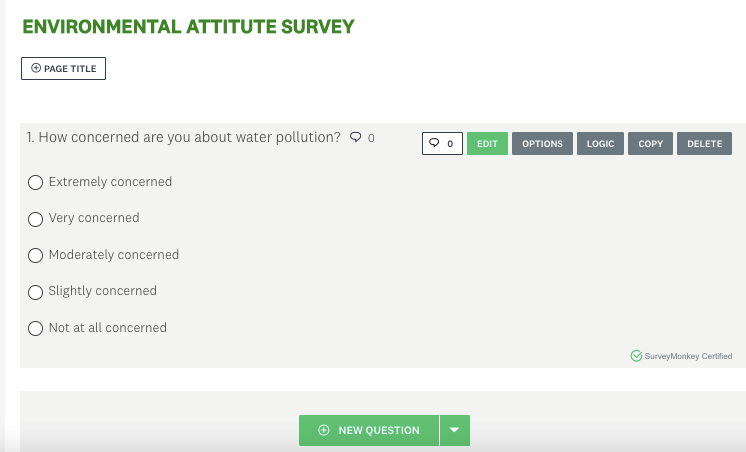 ENVIRONMENTAL ATTITUTE SURVEY
PAGE TITLE
1. How concerned are you about water pollution? 0
0 EDIT OPTIONS LOGIC COPY DELETE
Extremely concerned
Very concerned
Moderately concerned
Slightly concerned
Not at all concerned
SurveyMonkey Certified
NEW QUESTION